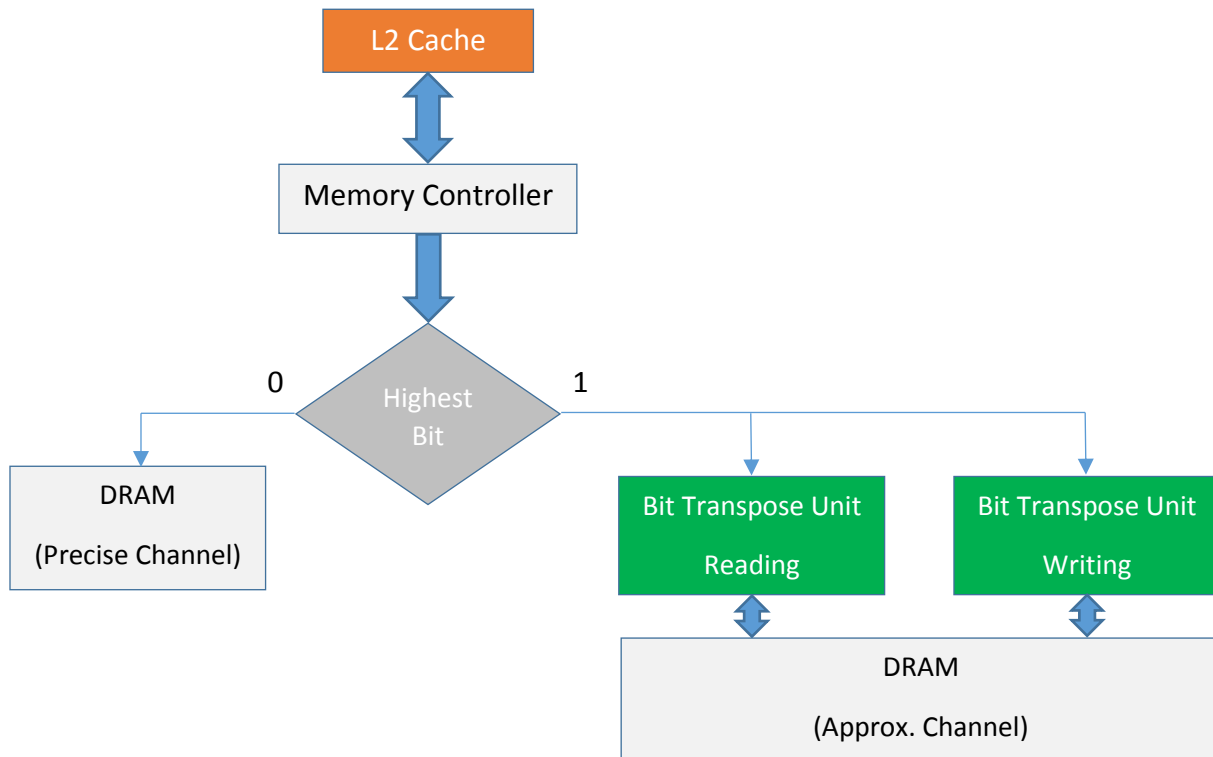 L2 Cache
Memory Controller
0
1
Highest
Bit
DRAM
(Precise Channel)
Bit Transpose Unit
Reading
Bit Transpose Unit
Writing
DRAM
(Approx. Channel)